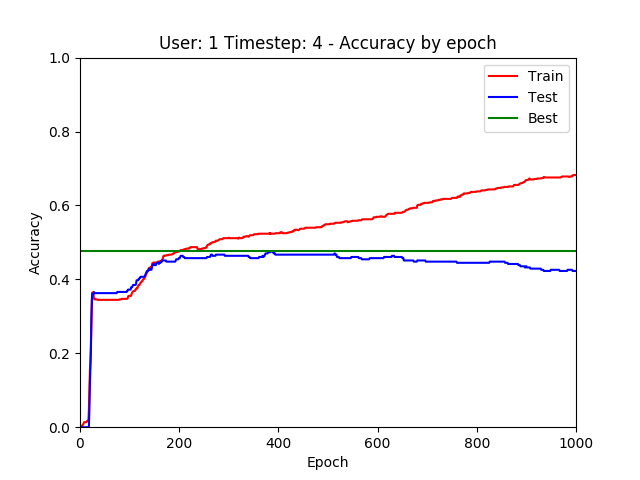 User: 1 Timestep: 4 - Accuracy by epoch
1.0
0.8
0.6
0.4
0.2
0.0
Accuracy
Train
Test
Best
0 200 400 600 800 1000
Epoch